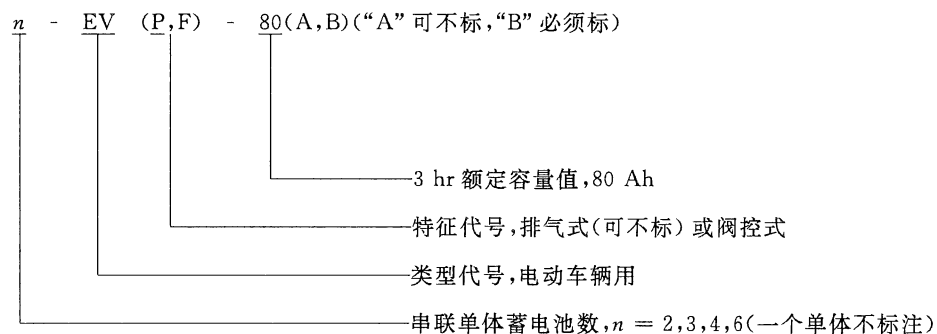 n - EV (P,F) - 80(A,B)(“A”可不标,“B”必须标)
3 hr 额定容量值,80 Ah
特征代号,排气式(可不标)或阀控式
类型代号,电动车辆用
串联单体蓄电池数,n = 2,3,4,6(一个单体不标注)